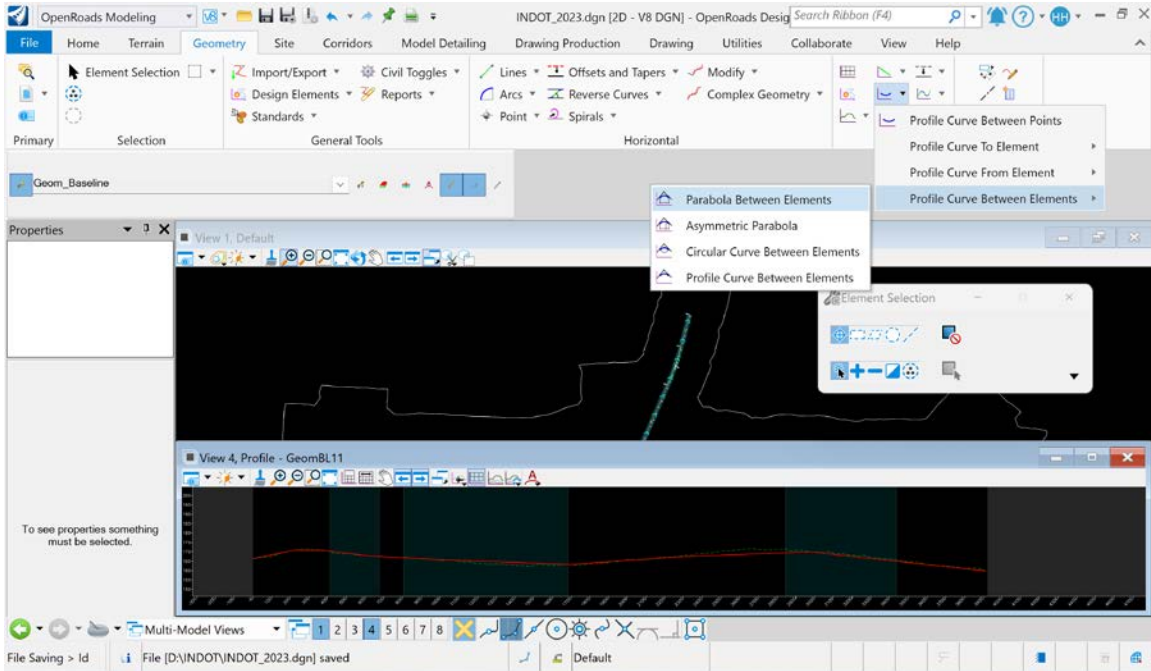 OpenRoads Modeling
INDOT_2023.dgn [2D - V8 DGN] - OpenRoads Desig
Search Ribbon (F4)
HH
File Home Terrain Geometry Site Corridors Model Detailing Drawing Production Drawing Utilities Collaborate View Help
Element Selection
Import/Export
Civil Toggles
Lines
Offsets and Tapers
Modify
Design Elements
Reports
Arcs
Reverse Curves
Complex Geometry
Standards
Point
Spirals
Primary
Selection
General Tools
Horizontal
Profile Curve Between Points
Profile Curve To Element
Profile Curve From Element
Profile Curve Between Elements
Geom_Baseline
Parabola Between Elements
Asymmetric Parabola
Circular Curve Between Elements
Profile Curve Between Elements
Properties
View 1, Default
Element Selection
View 4, Profile - GeomBL11
To see properties something
must be selected.
Multi-Model Views
1 2 3 4 5 6 7 8
File Saving > Id
File [D:\INDOT\INDOT_2023.dgn] saved
Default